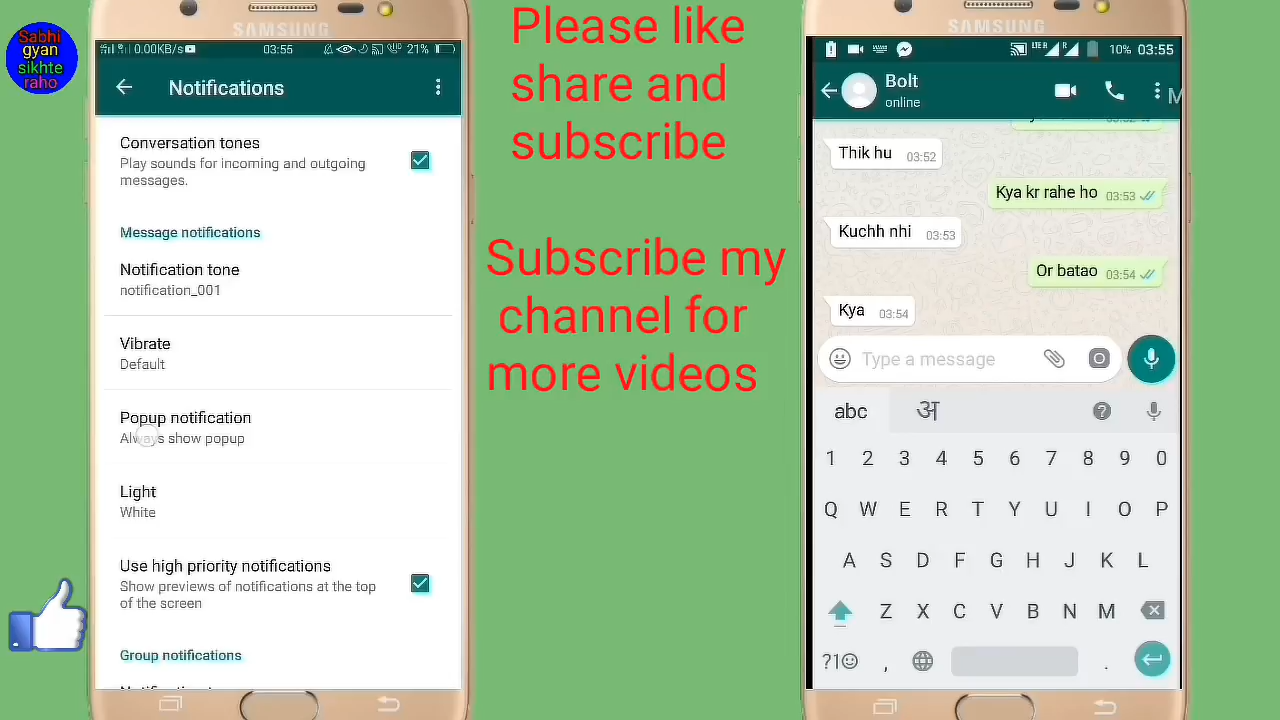 Sabhi
gyan
sikhte
raho
SAMSUNG
0.00KB/s
03:55
21%
Notifications
Conversation tones
Play sounds for incoming and outgoing
messages.
Message notifications
Notification tone
notification_001
Vibrate
Default
Popup notification
Always show popup
Light
White
Use high priority notifications
Show previews of notifications at the top
of the screen
Group notifications
Please like
share and
subscribe
Subscribe my
channel for
more videos
SAMSUNG
LTE R R 10% 03:55
Bolt
online
M
Thik hu 03:52
Kya kr rahe ho 03:53
Kuchh nhi 03:53
Or batao 03:54
Kya 03:54
Type a message
abc अ ?
1 2 3 4 5 6 7 8 9 0
Q W E R T Y U I O P
A S D F G H J K L
Z X C V B N M
?1☺ , .